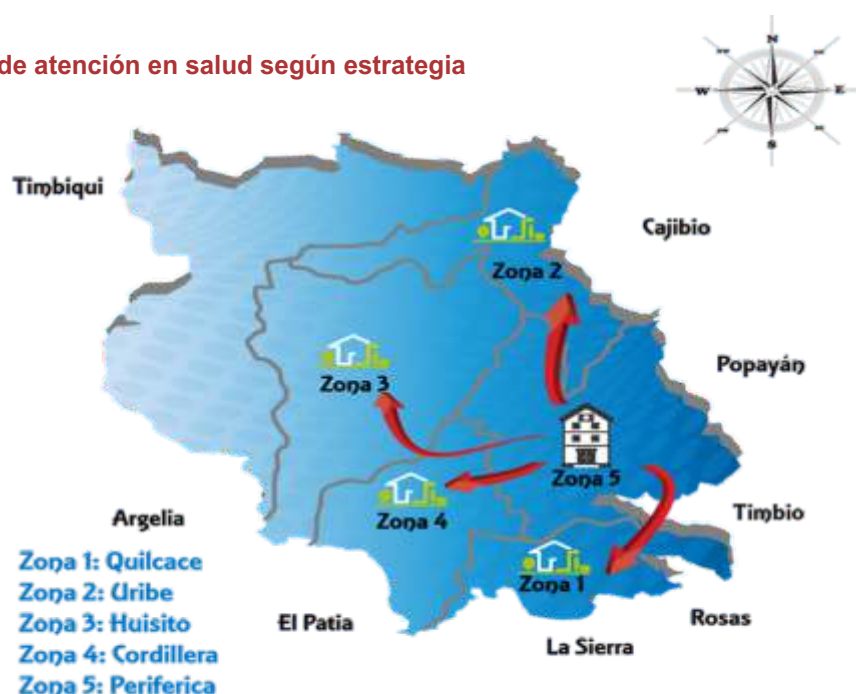 de atención en salud según estrategia
N
W
E
S
Timbiqui
Cajibio
Zona 2
Popayán
Zona 3
Zona 5
Zona 4
Timbio
Argelia
Zona 1
Zona 1: Quilcace
Zona 2: Uribe
Zona 3: Huisito
Zona 4: Cordillera
Zona 5: Periferica
El Patia
Rosas
La Sierra